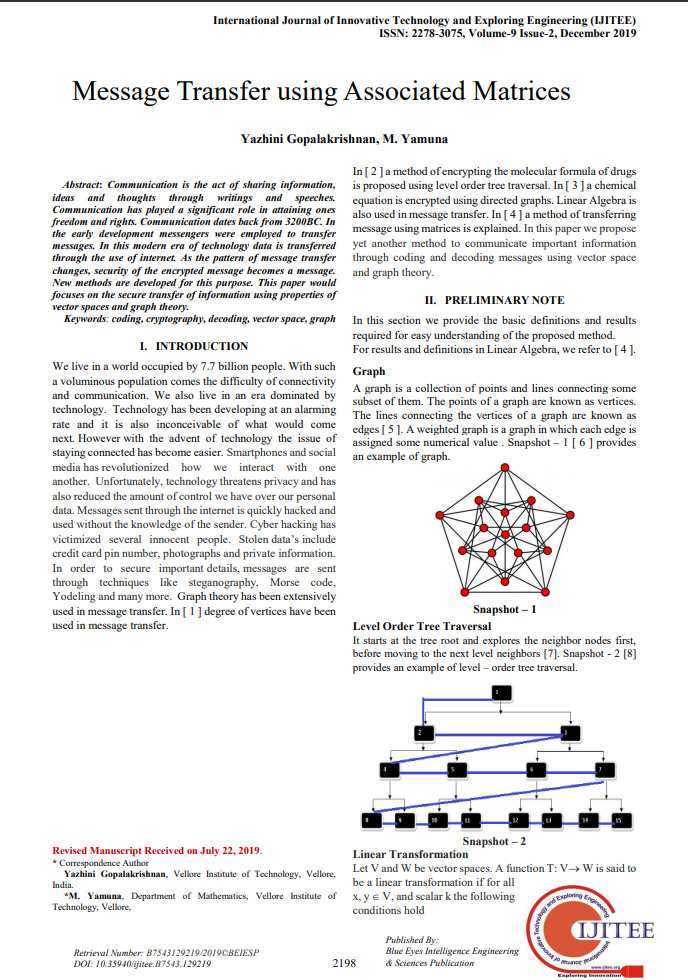 International Journal of Innovative Technology and Exploring Engineering (IJITEE)
ISSN: 2278-3075, Volume-9 Issue-2, December 2019
Message Transfer using Associated Matrices
Yazhini Gopalakrishnan, M. Yamuna
Abstract: Communication is the act of sharing information,
ideas and thoughts through writings and speeches.
Communication has played a significant role in attaining ones
freedom and rights. Communication dates back from 3200BC. In
the early development messengers were employed to transfer
messages. In this modern era of technology data is transferred
through the use of internet. As the pattern of message transfer
changes, security of the encrypted message becomes a message.
New methods are developed for this purpose. This paper would
focuses on the secure transfer of information using properties of
vector spaces and graph theory.
Keywords: coding, cryptography, decoding, vector space, graph
I. INTRODUCTION
We live in a world occupied by 7.7 billion people. With such
a voluminous population comes the difficulty of connectivity
and communication. We also live in an era dominated by
technology. Technology has been developing at an alarming
rate and it is also inconceivable of what would come
next. However with the advent of technology the issue of
staying connected has become easier. Smartphones and social
media has revolutionized how we interact with one
another. Unfortunately, technology threatens privacy and has
also reduced the amount of control we have over our personal
data. Messages sent through the internet is quickly hacked and
used without the knowledge of the sender. Cyber hacking has
victimized several innocent people. Stolen data's include
credit card pin number, photographs and private information.
In order to secure important details, messages are sent
through techniques like steganography, Morse code,
Yodeling and many more. Graph theory has been extensively
used in message transfer. In [ 1 ] degree of vertices have been
used in message transfer.
Revised Manuscript Received on July 22, 2019.
* Correspondence Author
Yazhini Gopalakrishnan, Vellore Institute of Technology, Vellore,
India.
*M. Yamuna, Department of Mathematics, Vellore Institute of
Technology, Vellore,
In [ 2 ] a method of encrypting the molecular formula of drugs
is proposed using level order tree traversal. In [ 3 ] a chemical
equation is encrypted using directed graphs. Linear Algebra is
also used in message transfer. In [ 4 ] a method of transferring
message using matrices is explained. In this paper we propose
yet another method to communicate important information
through coding and decoding messages using vector space
and graph theory.
II. PRELIMINARY NOTE
In this section we provide the basic definitions and results
required for easy understanding of the proposed method.
For results and definitions in Linear Algebra, we refer to [ 4 ].
Graph
A graph is a collection of points and lines connecting some
subset of them. The points of a graph are known as vertices.
The lines connecting the vertices of a graph are known as
edges [ 5 ]. A weighted graph is a graph in which each edge is
assigned some numerical value . Snapshot – 1 [ 6 ] provides
an example of graph.
Snapshot – 1
Level Order Tree Traversal
It starts at the tree root and explores the neighbor nodes first,
before moving to the next level neighbors [7]. Snapshot - 2 [8]
provides an example of level – order tree traversal.
1
2 3
4 5 6 7
8 9 10 11 12 13 14 15
Snapshot – 2
Linear Transformation
Let V and W be vector spaces. A function T: V→ W is said to
be a linear transformation if for all
x, y ∈ V, and scalar k the following
conditions hold
Retrieval Number: B7543129219/2019©BEIESP
DOI: 10.35940/ijitee.B7543.129219
2198
Published By:
Blue Eyes Intelligence Engineering
& Sciences Publication
IJITEE
www.ijitee.org
Exploring Innovation